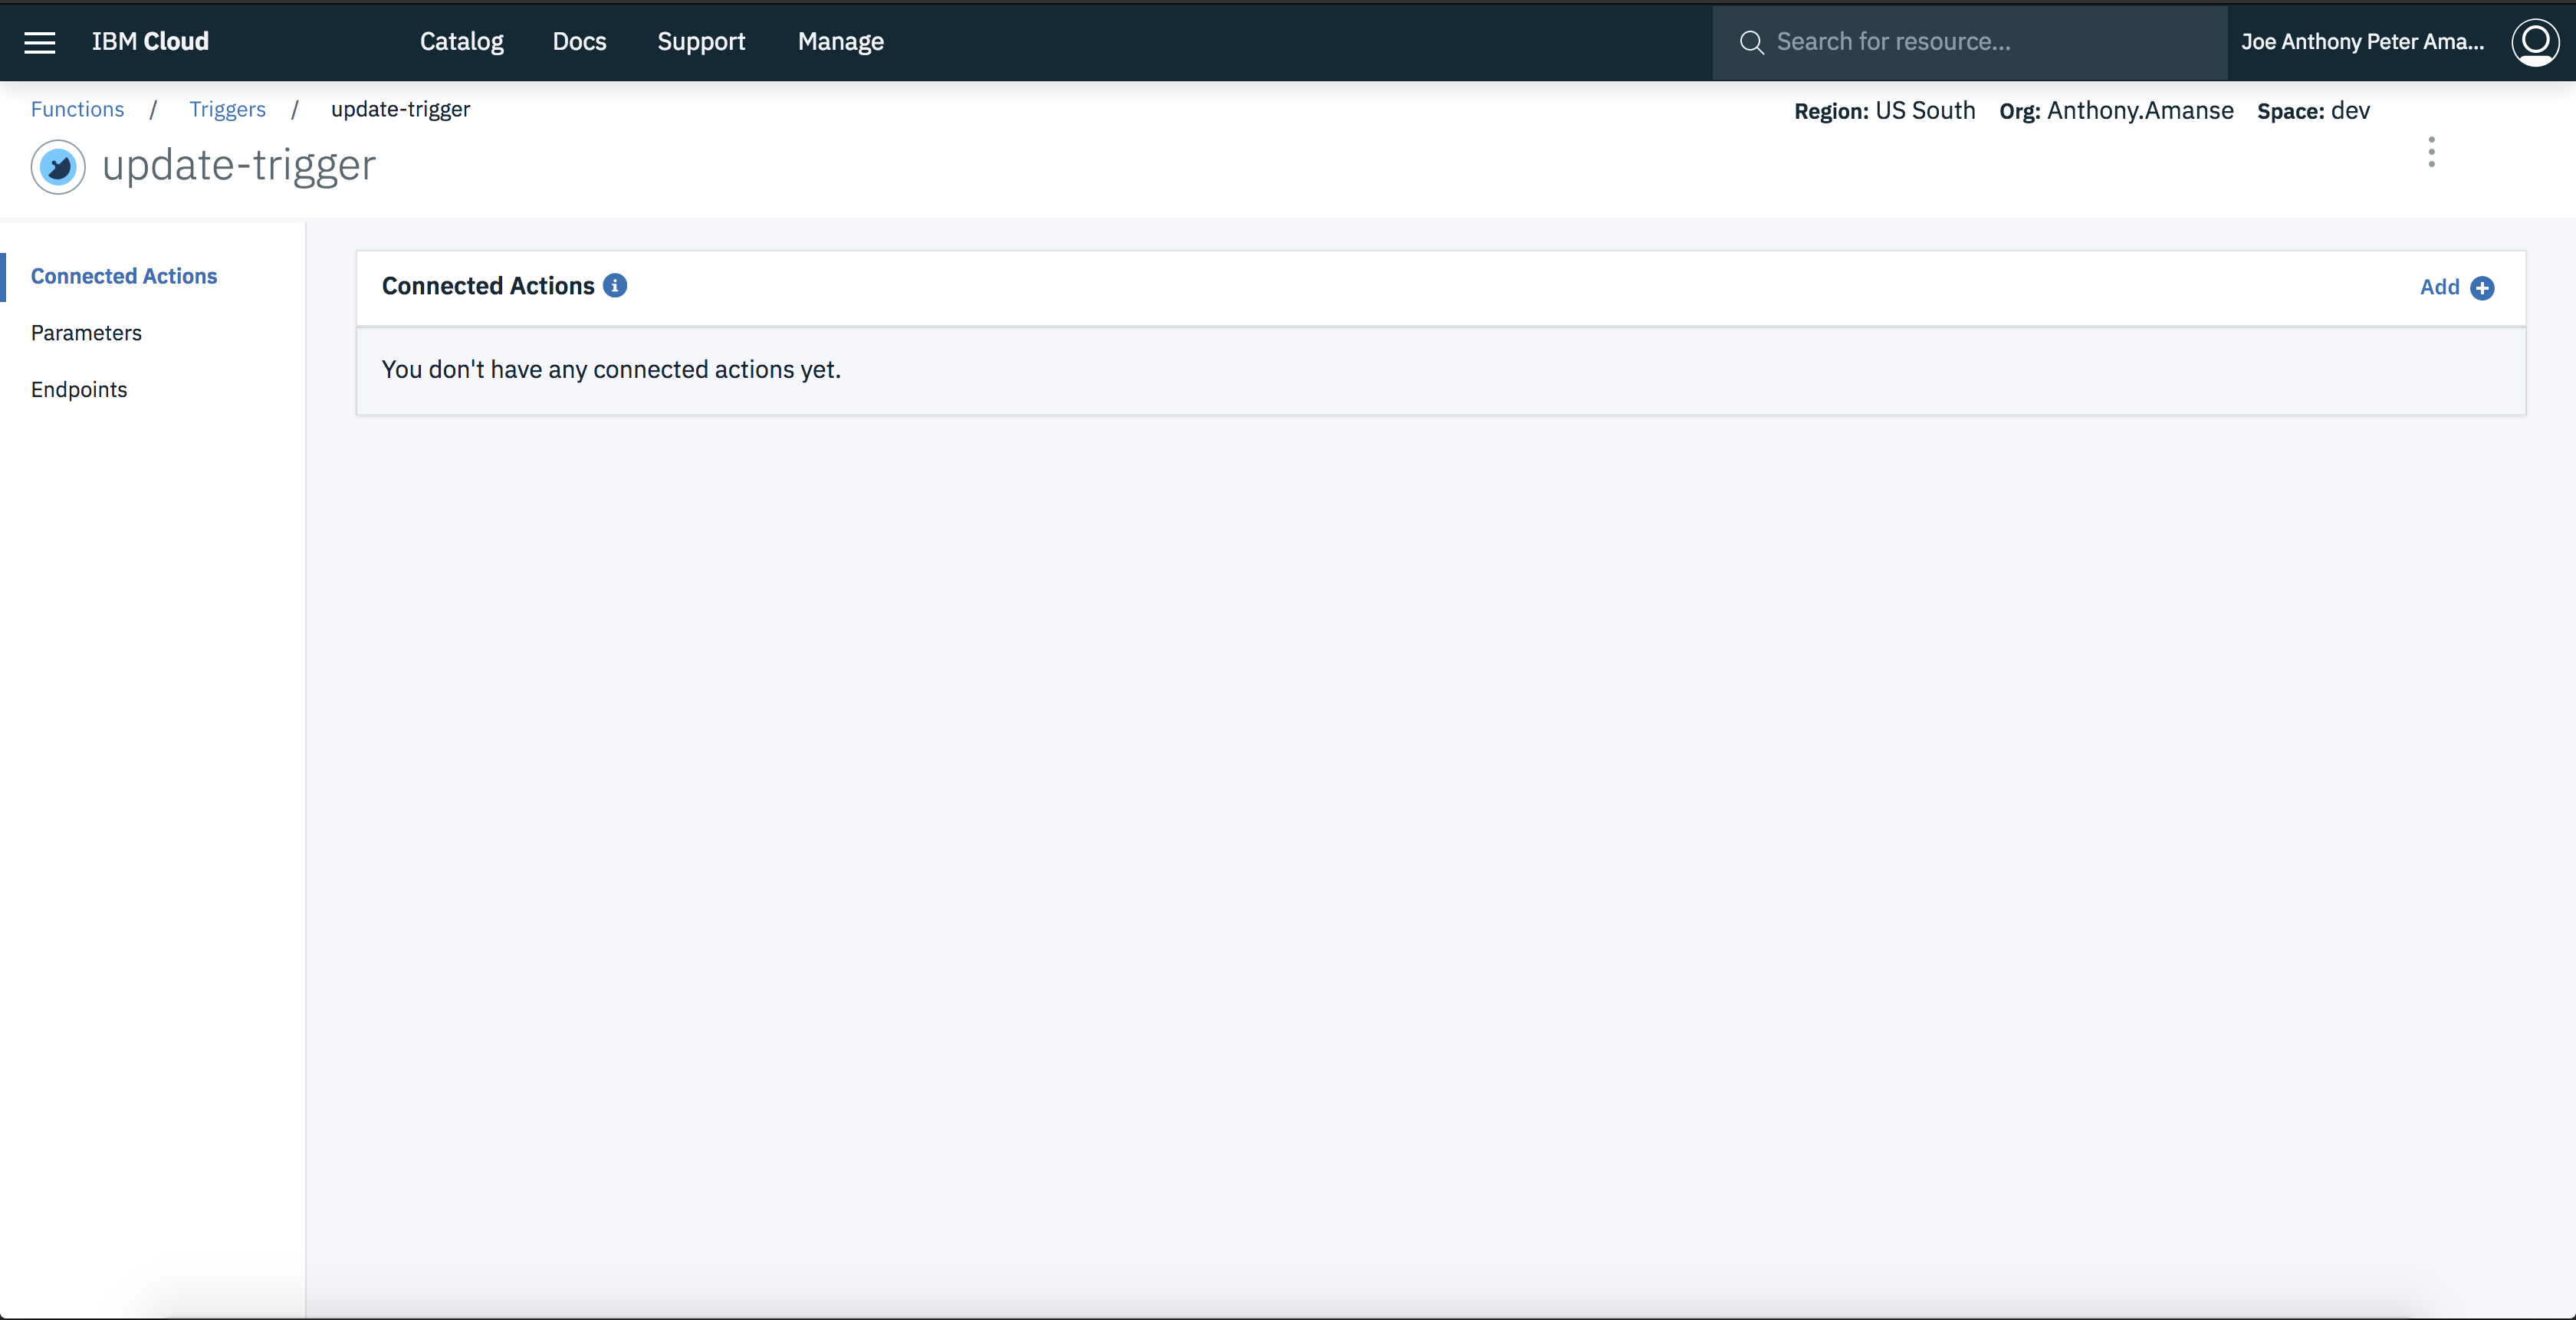 IBM Cloud Catalog Docs Support Manage Search for resource... Joe Anthony Peter Ama...
Functions / Triggers / update-trigger Region: US South Org: Anthony.Amanse Space: dev
update-trigger
Connected Actions
Parameters
Endpoints
Connected Actions Add
You don't have any connected actions yet.